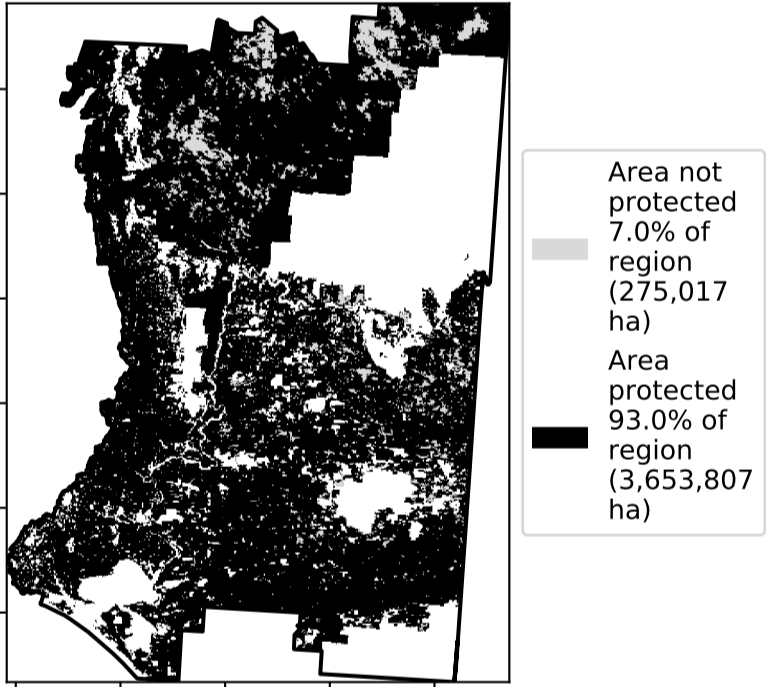 Area not
protected
7.0% of
region
(275,017
ha)
Area
protected
93.0% of
region
(3,653,807
ha)